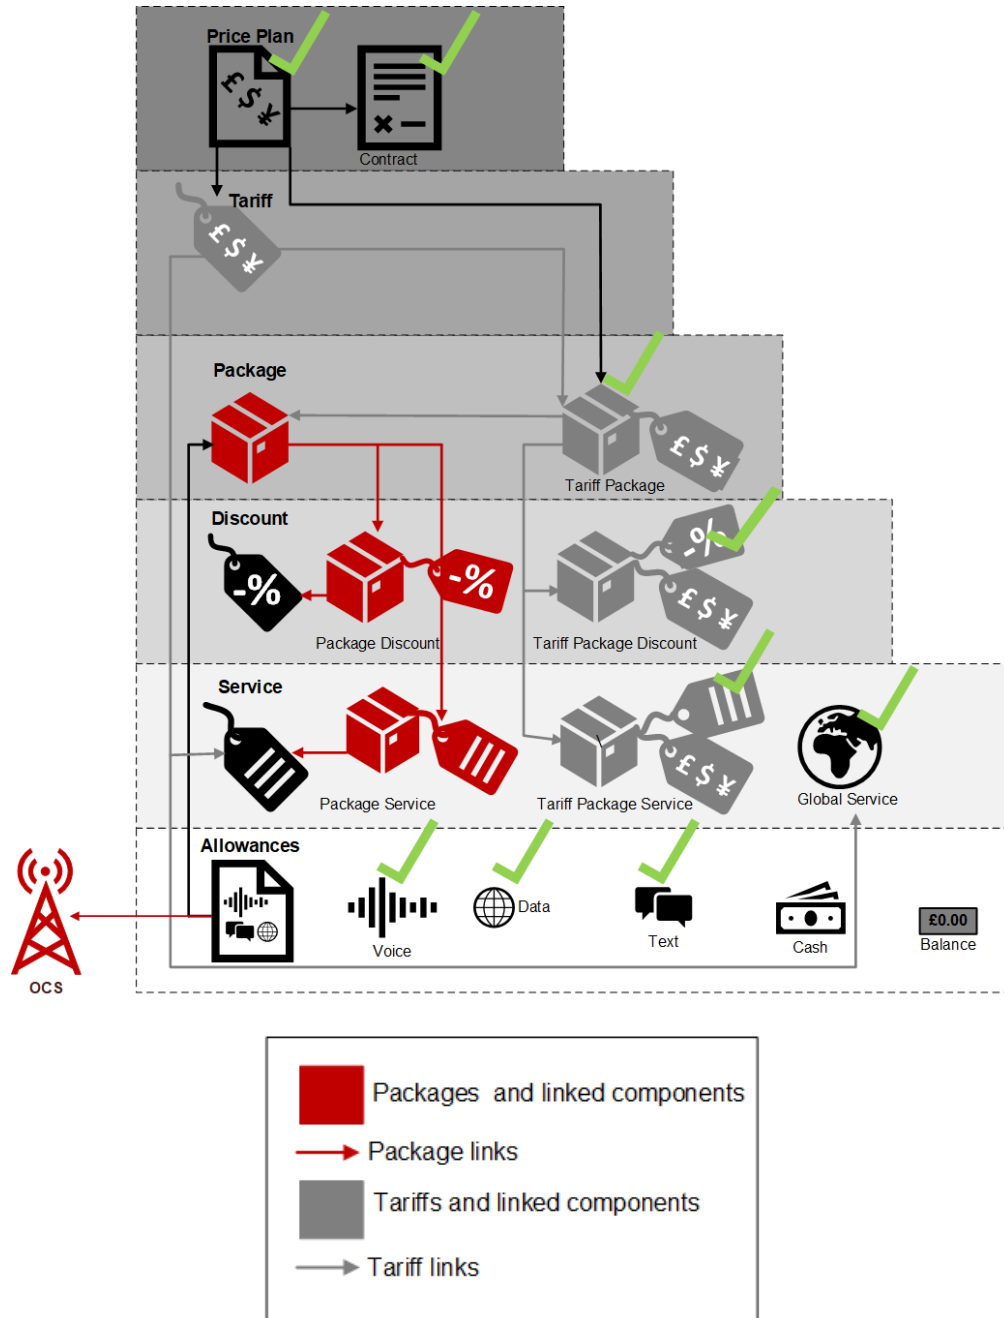 Price Plan
£ $ ¥
Contract
Tariff
£ $ ¥
Package
£ $ ¥
Tariff Package
Discount
-%
-%
-%
£ $ ¥
Package Discount
Tariff Package Discount
Service
£ $ ¥
Package Service
Tariff Package Service
Global Service
Allowances
Voice
Data
Text
Cash
£0.00
Balance
OCS
Packages and linked components
Package links
Tariffs and linked components
Tariff links